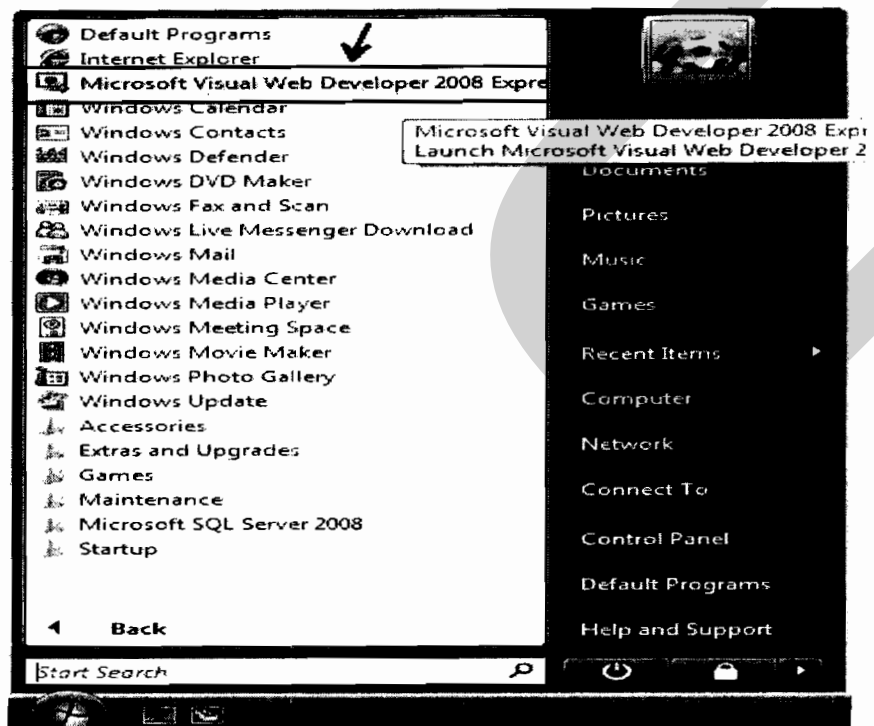 Default Programs
Internet Explorer
Microsoft Visual Web Developer 2008 Expre
Windows Calendar
Windows Contacts
Windows Defender
Windows DVD Maker
Windows Fax and Scan
Windows Live Messenger Download
Windows Mail
Windows Media Center
Windows Media Player
Windows Meeting Space
Windows Movie Maker
Windows Photo Gallery
Windows Update
Accessories
Extras and Upgrades
Games
Maintenance
Microsoft SQL Server 2008
Startup
Back
Start Search
Microsoft Visual Web Developer 2008 Expr
Launch Microsoft Visual Web Developer 2
Documents
Pictures
Music
Games
Recent Items
Computer
Network
Connect To
Control Panel
Default Programs
Help and Support